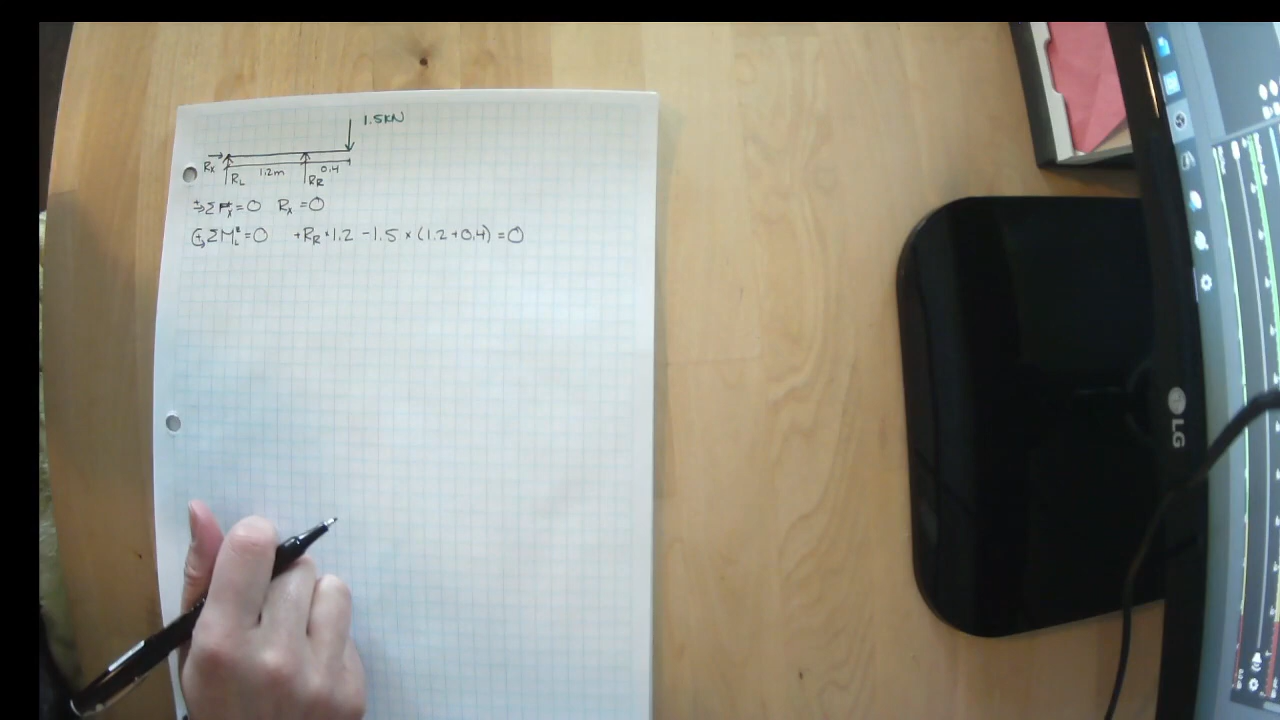 1.5KN
Rx
RL
1.2m
RR
0.4
+→ ΣFx=0 Rx=0
ΣML=0 +RR×1.2 -1.5×(1.2+0.4)=0
LG